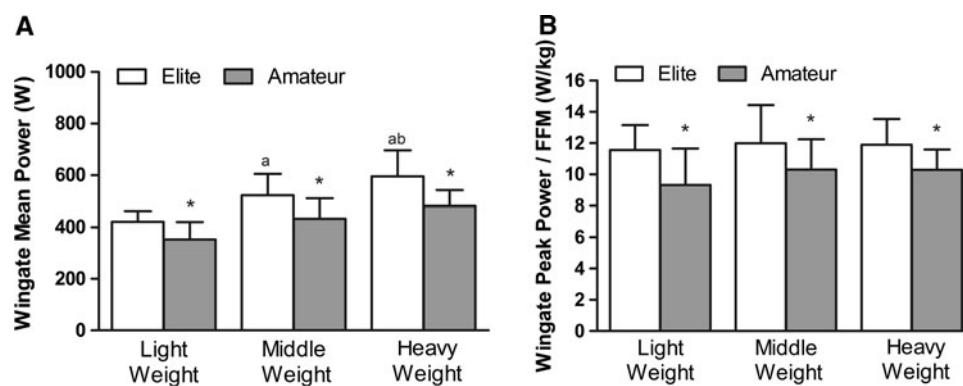 A
Wingate Mean Power (W)
Elite Amateur
1000
800
600
400
200
0
* a * ab *
Light Weight
Middle Weight
Heavy Weight
B
Wingate Peak Power / FFM (W/kg)
Elite Amateur
16
14
12
10
8
6
4
2
0
* * *
Light Weight
Middle Weight
Heavy Weight